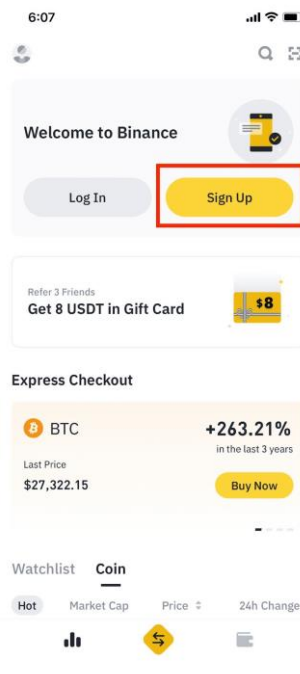 6:07
Welcome to Binance
Log In
Sign Up
Refer 3 Friends
Get 8 USDT in Gift Card
$8
Express Checkout
BTC
+263.21%
in the last 3 years
Last Price
$27,322.15
Buy Now
Watchlist Coin
Hot Market Cap Price 24h Change